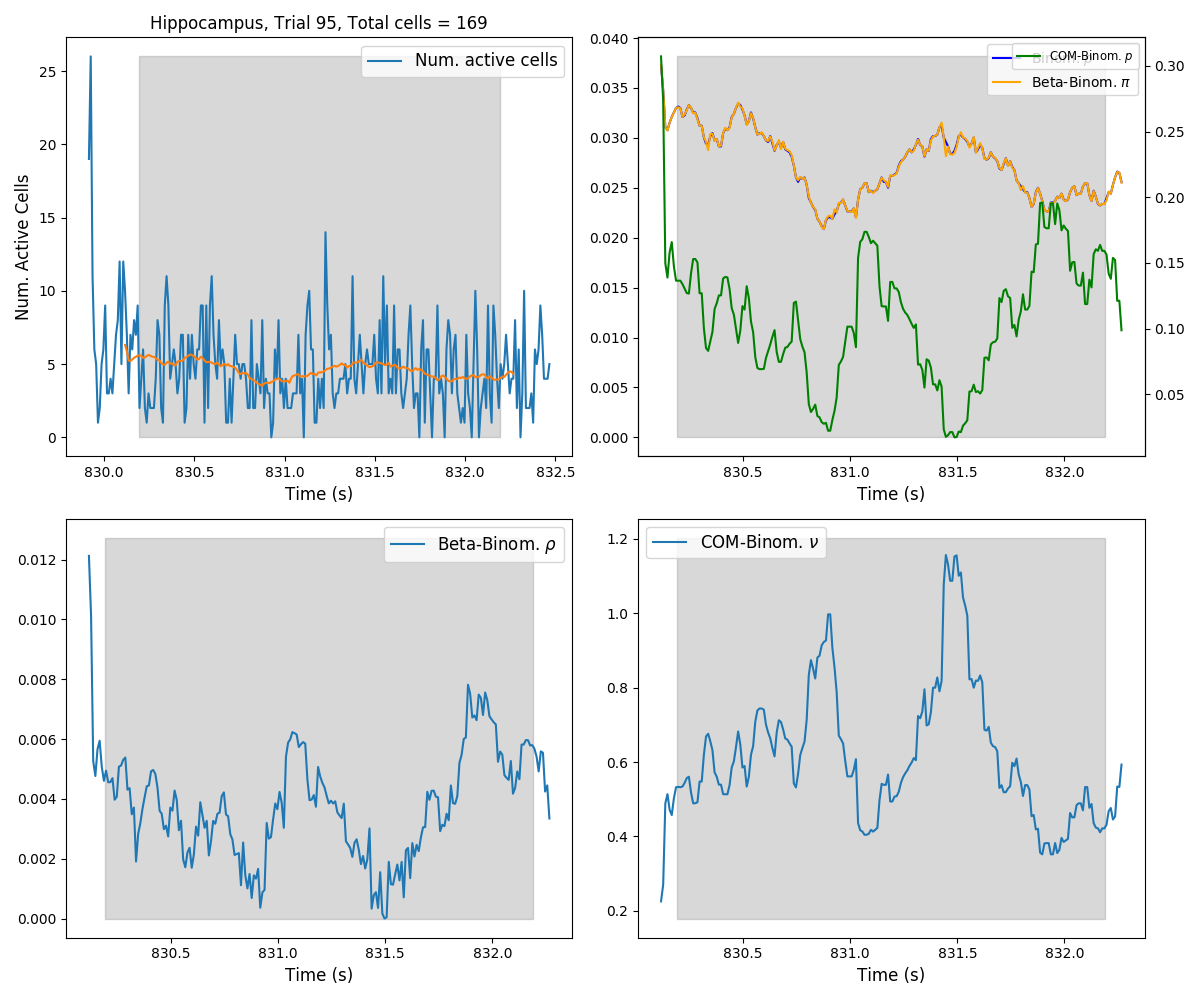 Hippocampus, Trial 95, Total cells = 169
Num. Active Cells
25
20
15
10
5
0
Num. active cells
830.0 830.5 831.0 831.5 832.0 832.5
Time (s)
0.040
0.035
0.030
0.025
0.020
0.015
0.010
0.005
0.000
COM-Binom. p
Beta-Binom. π
0.30
0.25
0.20
0.15
0.10
0.05
830.5 831.0 831.5 832.0
Time (s)
0.012
0.010
0.008
0.006
0.004
0.002
0.000
Beta-Binom. ρ
830.5 831.0 831.5 832.0
Time (s)
1.2
1.0
0.8
0.6
0.4
0.2
COM-Binom. ν
830.5 831.0 831.5 832.0
Time (s)